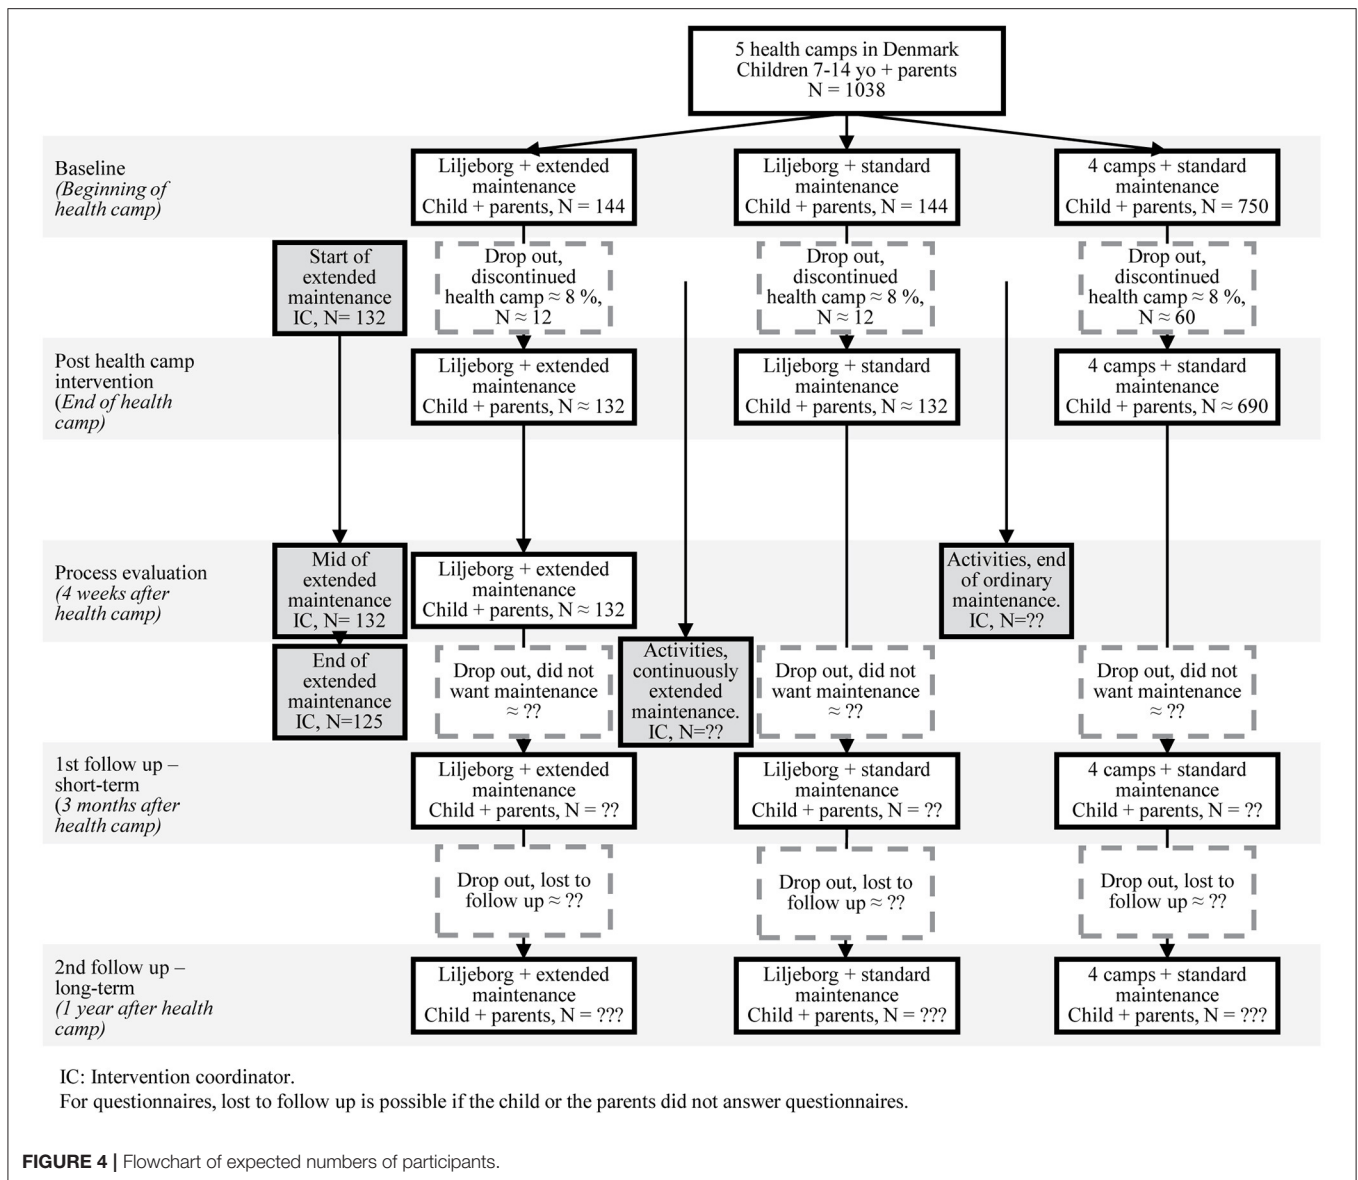 5 health camps in Denmark
Children 7-14 yo + parents
N = 1038
Baseline
(Beginning of
health camp)
Liljeborg + extended
maintenance
Child + parents, N = 144
Liljeborg + standard
maintenance
Child + parents, N = 144
4 camps + standard
maintenance
Child + parents, N = 750
Start of
extended
maintenance
IC, N= 132
Drop out,
discontinued
health camp ≈ 8 %,
N ≈ 12
Drop out,
discontinued
health camp ≈ 8 %,
N ≈ 12
Drop out,
discontinued
health camp ≈ 8 %,
N ≈ 60
Post health camp
intervention
(End of health
camp)
Liljeborg + extended
maintenance
Child + parents, N ≈ 132
Liljeborg + standard
maintenance
Child + parents, N ≈ 132
4 camps + standard
maintenance
Child + parents, N ≈ 690
Process evaluation
(4 weeks after
health camp)
Mid of
extended
maintenance
IC, N= 132
Liljeborg + extended
maintenance
Child + parents, N ≈ 132
Activities, end
of ordinary
maintenance.
IC, N=??
End of
extended
maintenance
IC, N=125
Drop out, did not
want maintenance
≈ ??
Activities,
continuously
extended
maintenance.
IC, N=??
Drop out, did not
want maintenance
≈ ??
Drop out, did not
want maintenance
≈ ??
1st follow up –
short-term
(3 months after
health camp)
Liljeborg + extended
maintenance
Child + parents, N = ??
Liljeborg + standard
maintenance
Child + parents, N = ??
4 camps + standard
maintenance
Child + parents, N = ??
Drop out, lost to
follow up ≈ ??
Drop out, lost to
follow up ≈ ??
Drop out, lost to
follow up ≈ ??
2nd follow up –
long-term
(1 year after health
camp)
Liljeborg + extended
maintenance
Child + parents, N = ???
Liljeborg + standard
maintenance
Child + parents, N = ???
4 camps + standard
maintenance
Child + parents, N = ???
IC: Intervention coordinator.
For questionnaires, lost to follow up is possible if the child or the parents did not answer questionnaires.
FIGURE 4 | Flowchart of expected numbers of participants.